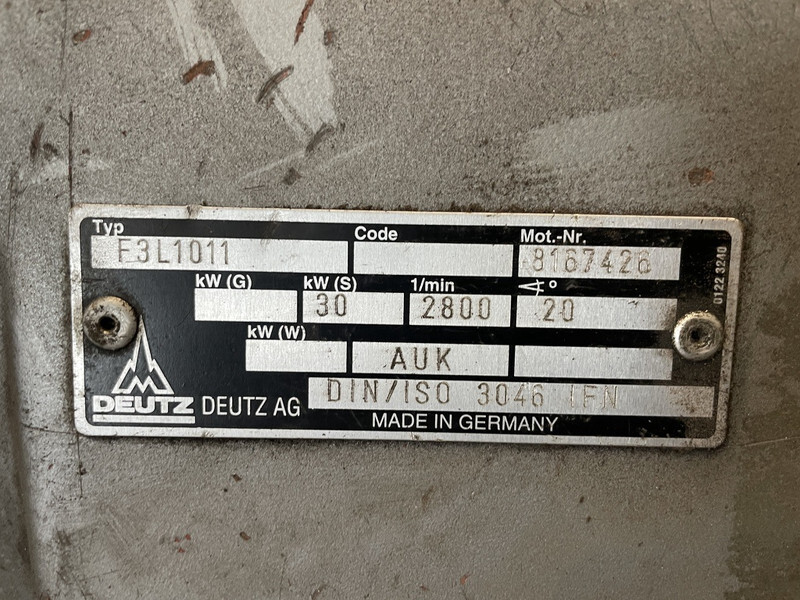 Typ Code Mot.-Nr.
F3L1011 8167426
kW (G) kW (S) 1/min °
30 2800 20
kW (W)
AUK
DIN/ISO 3046 IFN
DEUTZ DEUTZ AG
MADE IN GERMANY
0122 3240